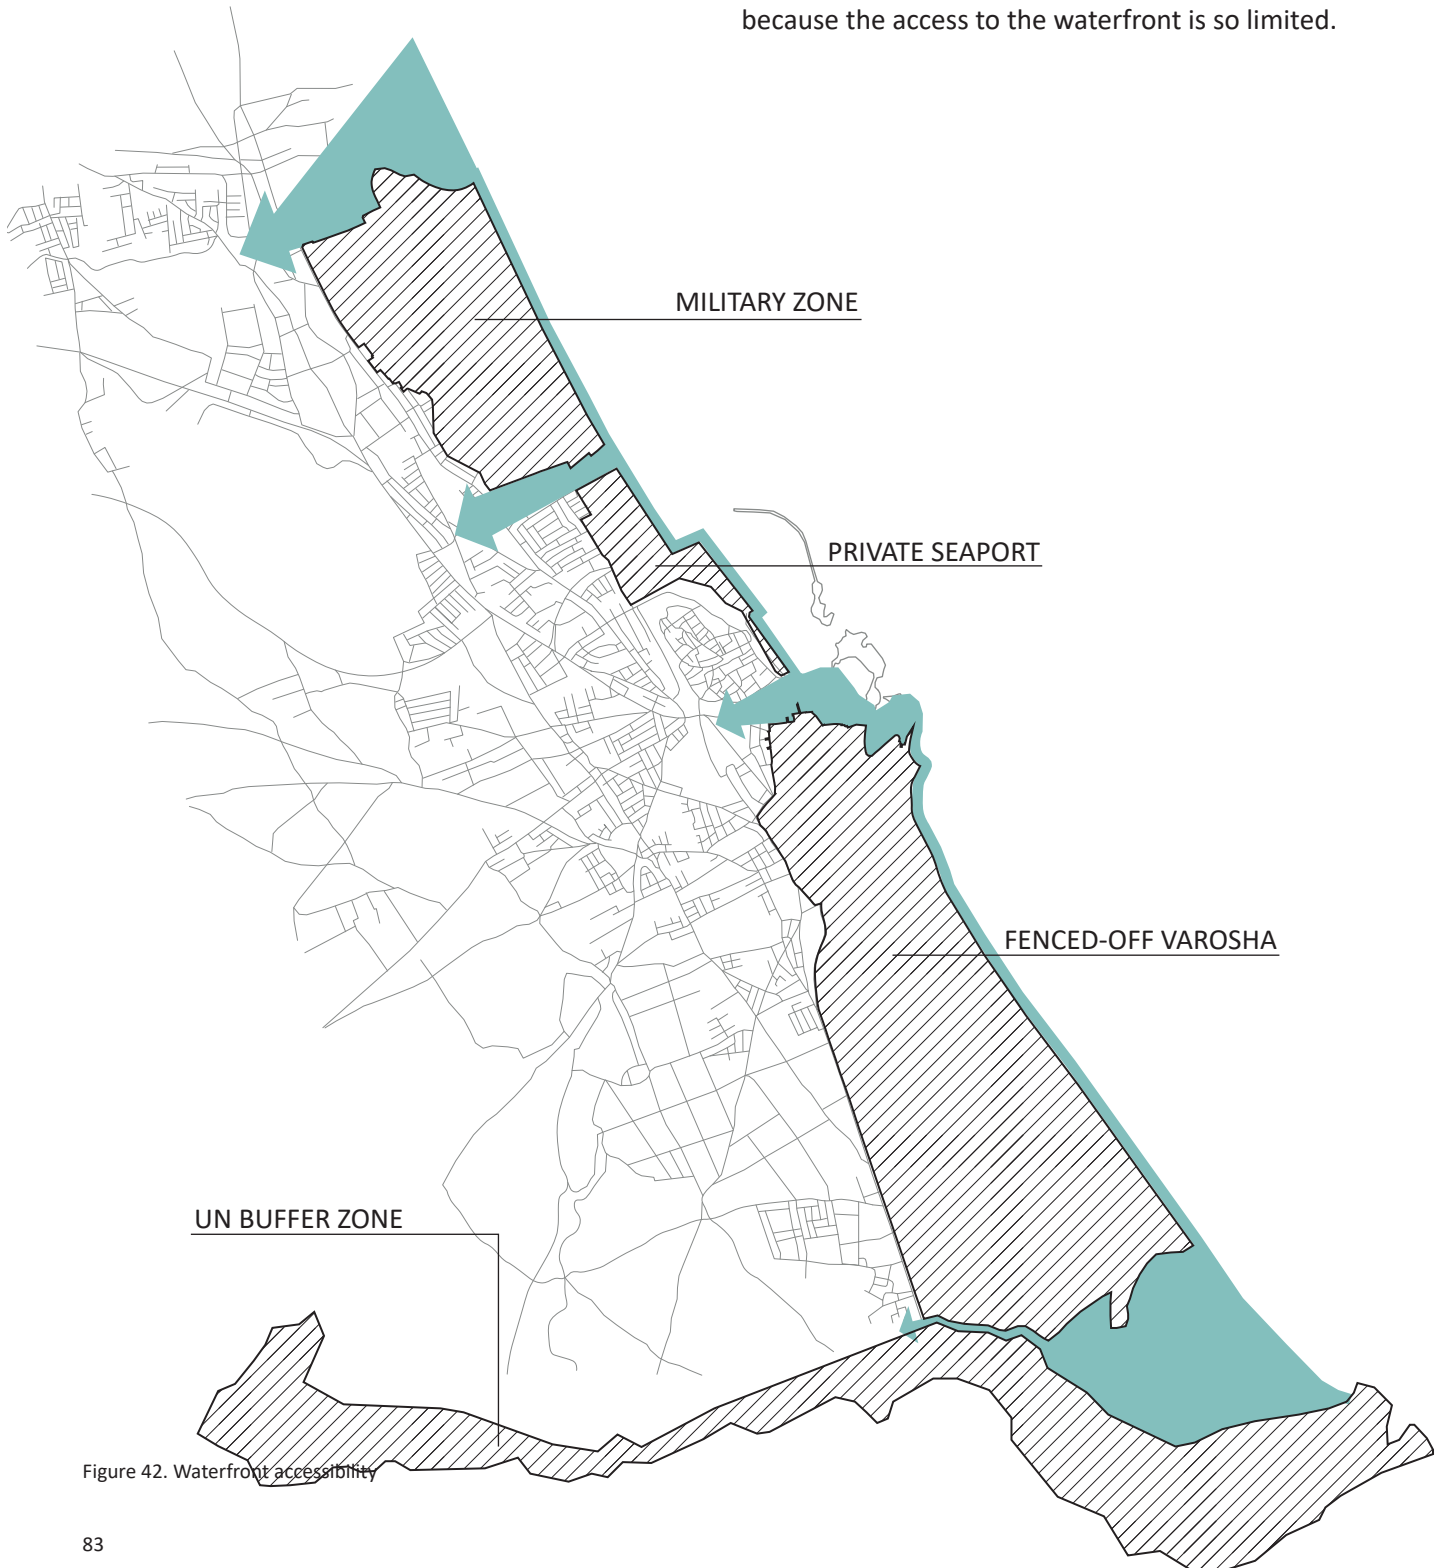 because the access to the waterfront is so limited.
MILITARY ZONE
PRIVATE SEAPORT
FENCED-OFF VAROSHA
UN BUFFER ZONE
Figure 42. Waterfront accessibility
83